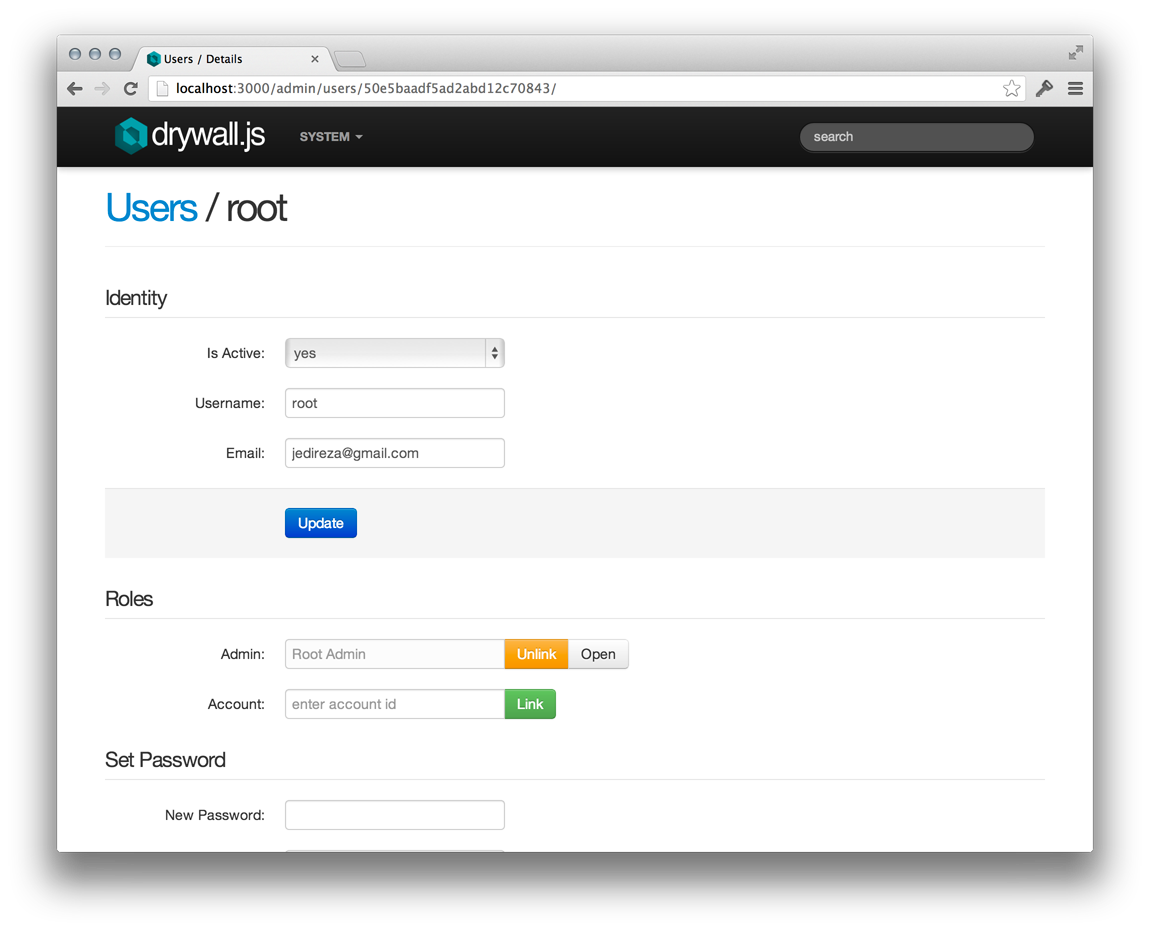 Users / Details
localhost:3000/admin/users/50e5baadf5ad2abd12c70843/
drywall.js SYSTEM search
Users / root
Identity
Is Active: yes
Username: root
Email: jedireza@gmail.com
Update
Roles
Admin: Root Admin Unlink Open
Account: enter account id Link
Set Password
New Password: